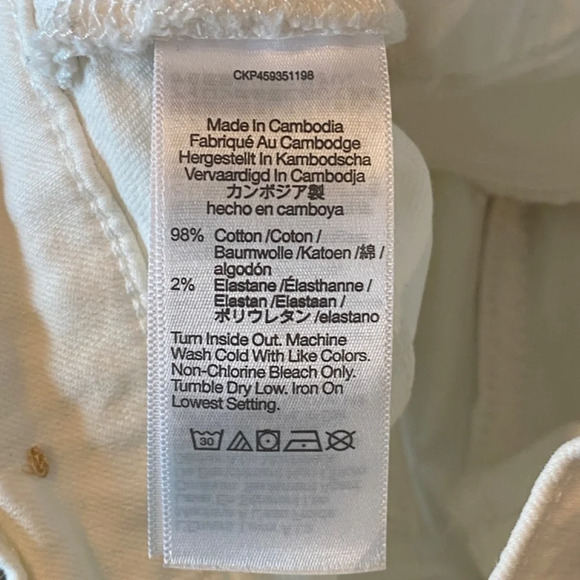 CKP459351198
Made In Cambodia
Fabriqué Au Cambodge
Hergestellt In Kambodscha
Vervaardigd In Cambodja
カンボジア製
hecho en camboya
98% Cotton /Coton /
Baumwolle /Katoen /綿 /
algodón
2% Elastane /Élasthanne /
Elastan /Elastaan /
ポリウレタン /elastano
Turn Inside Out. Machine
Wash Cold With Like Colors.
Non-Chlorine Bleach Only.
Tumble Dry Low. Iron On
Lowest Setting.
30